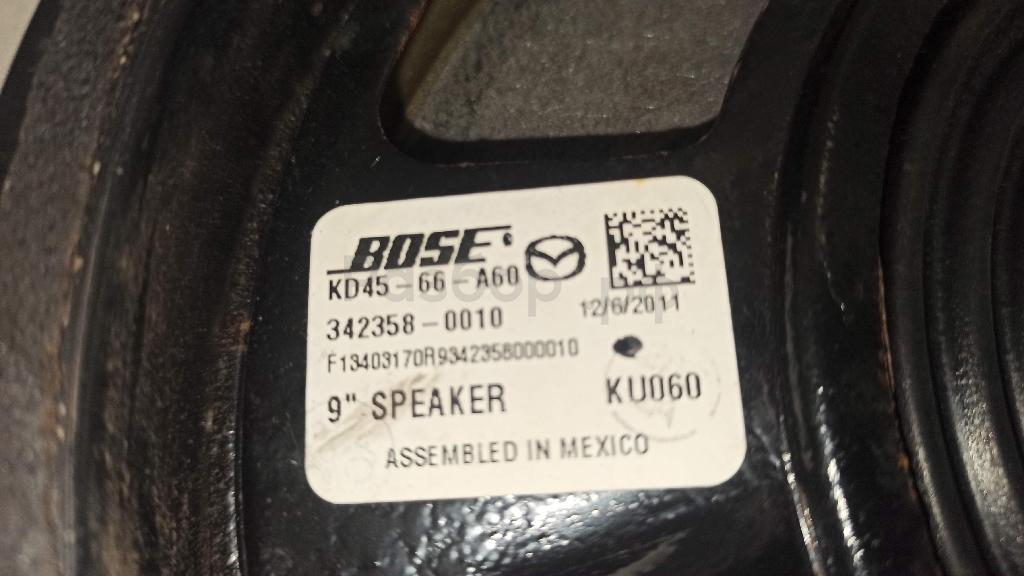 BOSE
KD45-66-A60
12/6/2011
342358-0010
F13403170R9342358000010
9" SPEAKER KU060
ASSEMBLED IN MEXICO